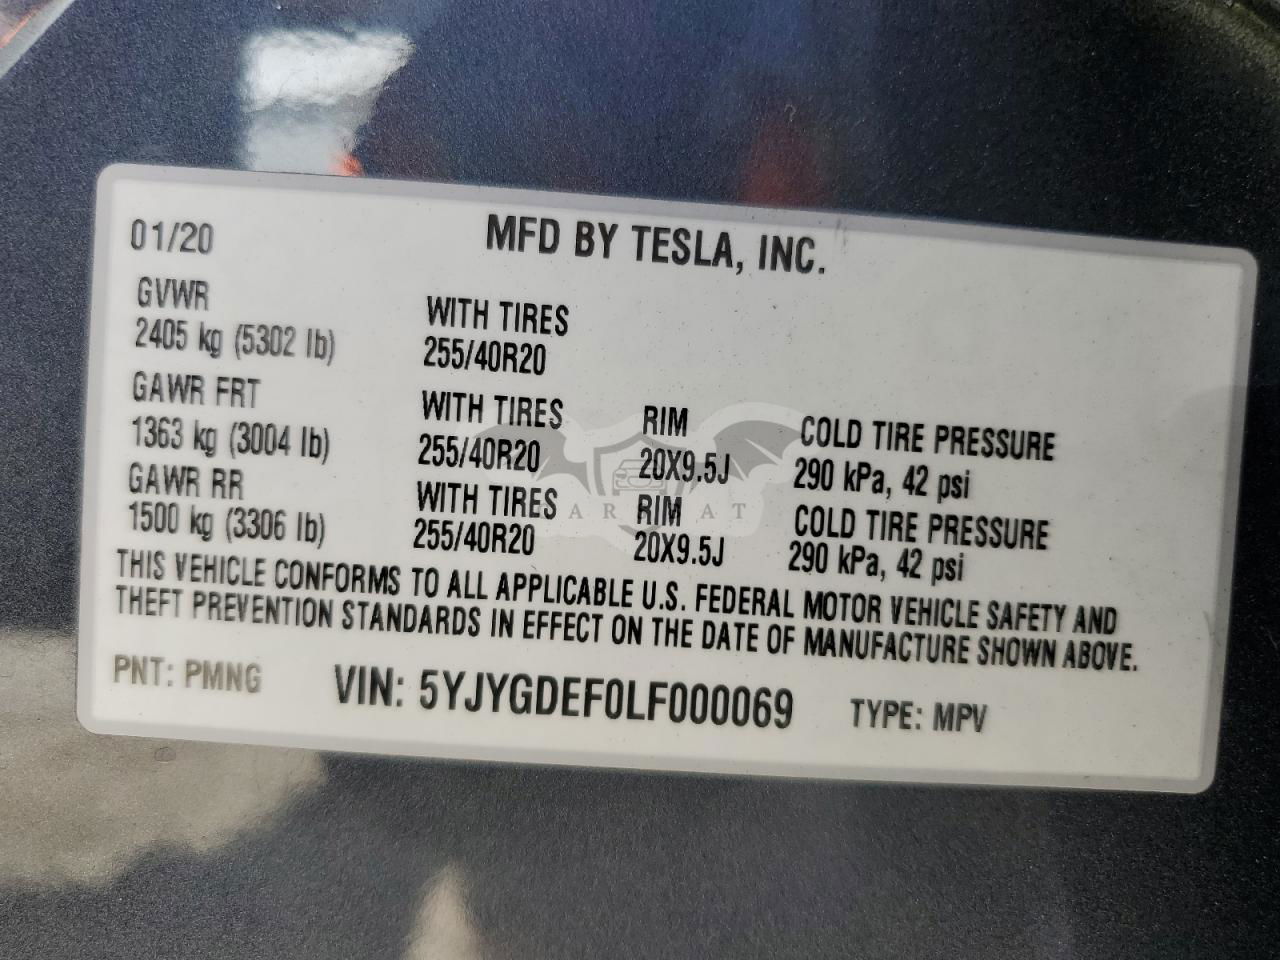 01/20 MFD BY TESLA, INC.
GVWR WITH TIRES
2405 kg (5302 lb) 255/40R20
GAWR FRT WITH TIRES RIM COLD TIRE PRESSURE
1363 kg (3004 lb) 255/40R20 20X9.5J 290 kPa, 42 psi
GAWR RR WITH TIRES RIM COLD TIRE PRESSURE
1500 kg (3306 lb) 255/40R20 20X9.5J 290 kPa, 42 psi
THIS VEHICLE CONFORMS TO ALL APPLICABLE U.S. FEDERAL MOTOR VEHICLE SAFETY AND
THEFT PREVENTION STANDARDS IN EFFECT ON THE DATE OF MANUFACTURE SHOWN ABOVE.
PNT: PMNG VIN: 5YJYGDEF0LF000069 TYPE: MPV